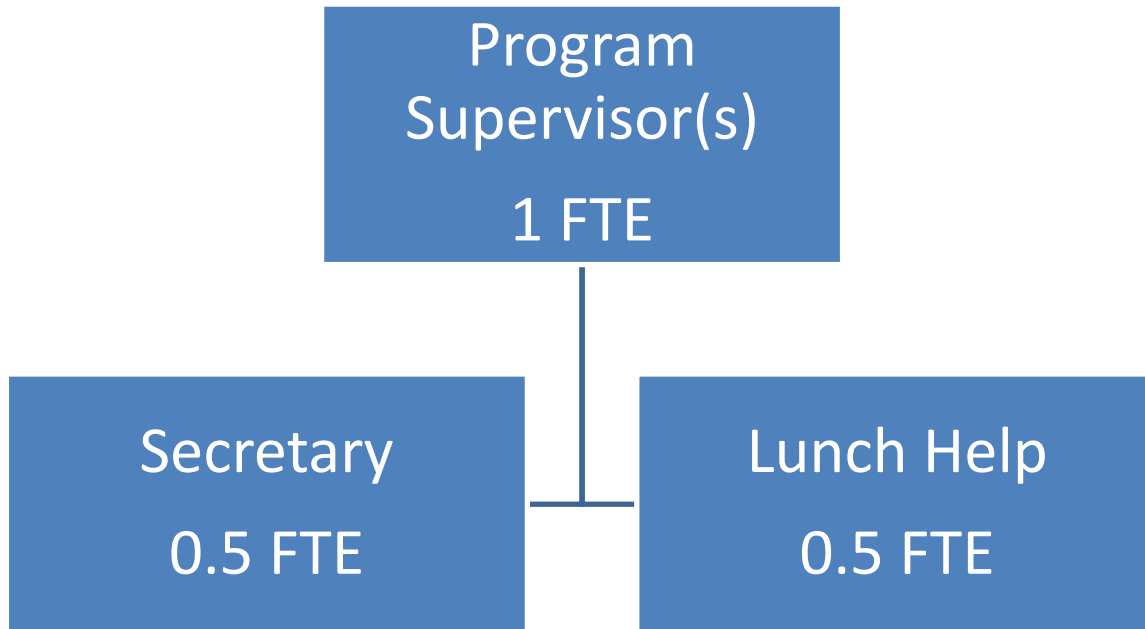 Program
Supervisor(s)
1 FTE
Secretary
0.5 FTE
Lunch Help
0.5 FTE